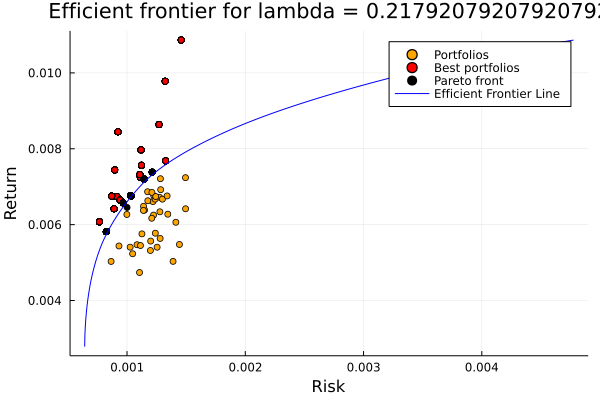 Efficient frontier for lambda = 0.2179207920792079
Portfolios
Best portfolios
Pareto front
Efficient Frontier Line
0.010
0.008
0.006
0.004
Return
0.001
0.002
0.003
0.004
Risk